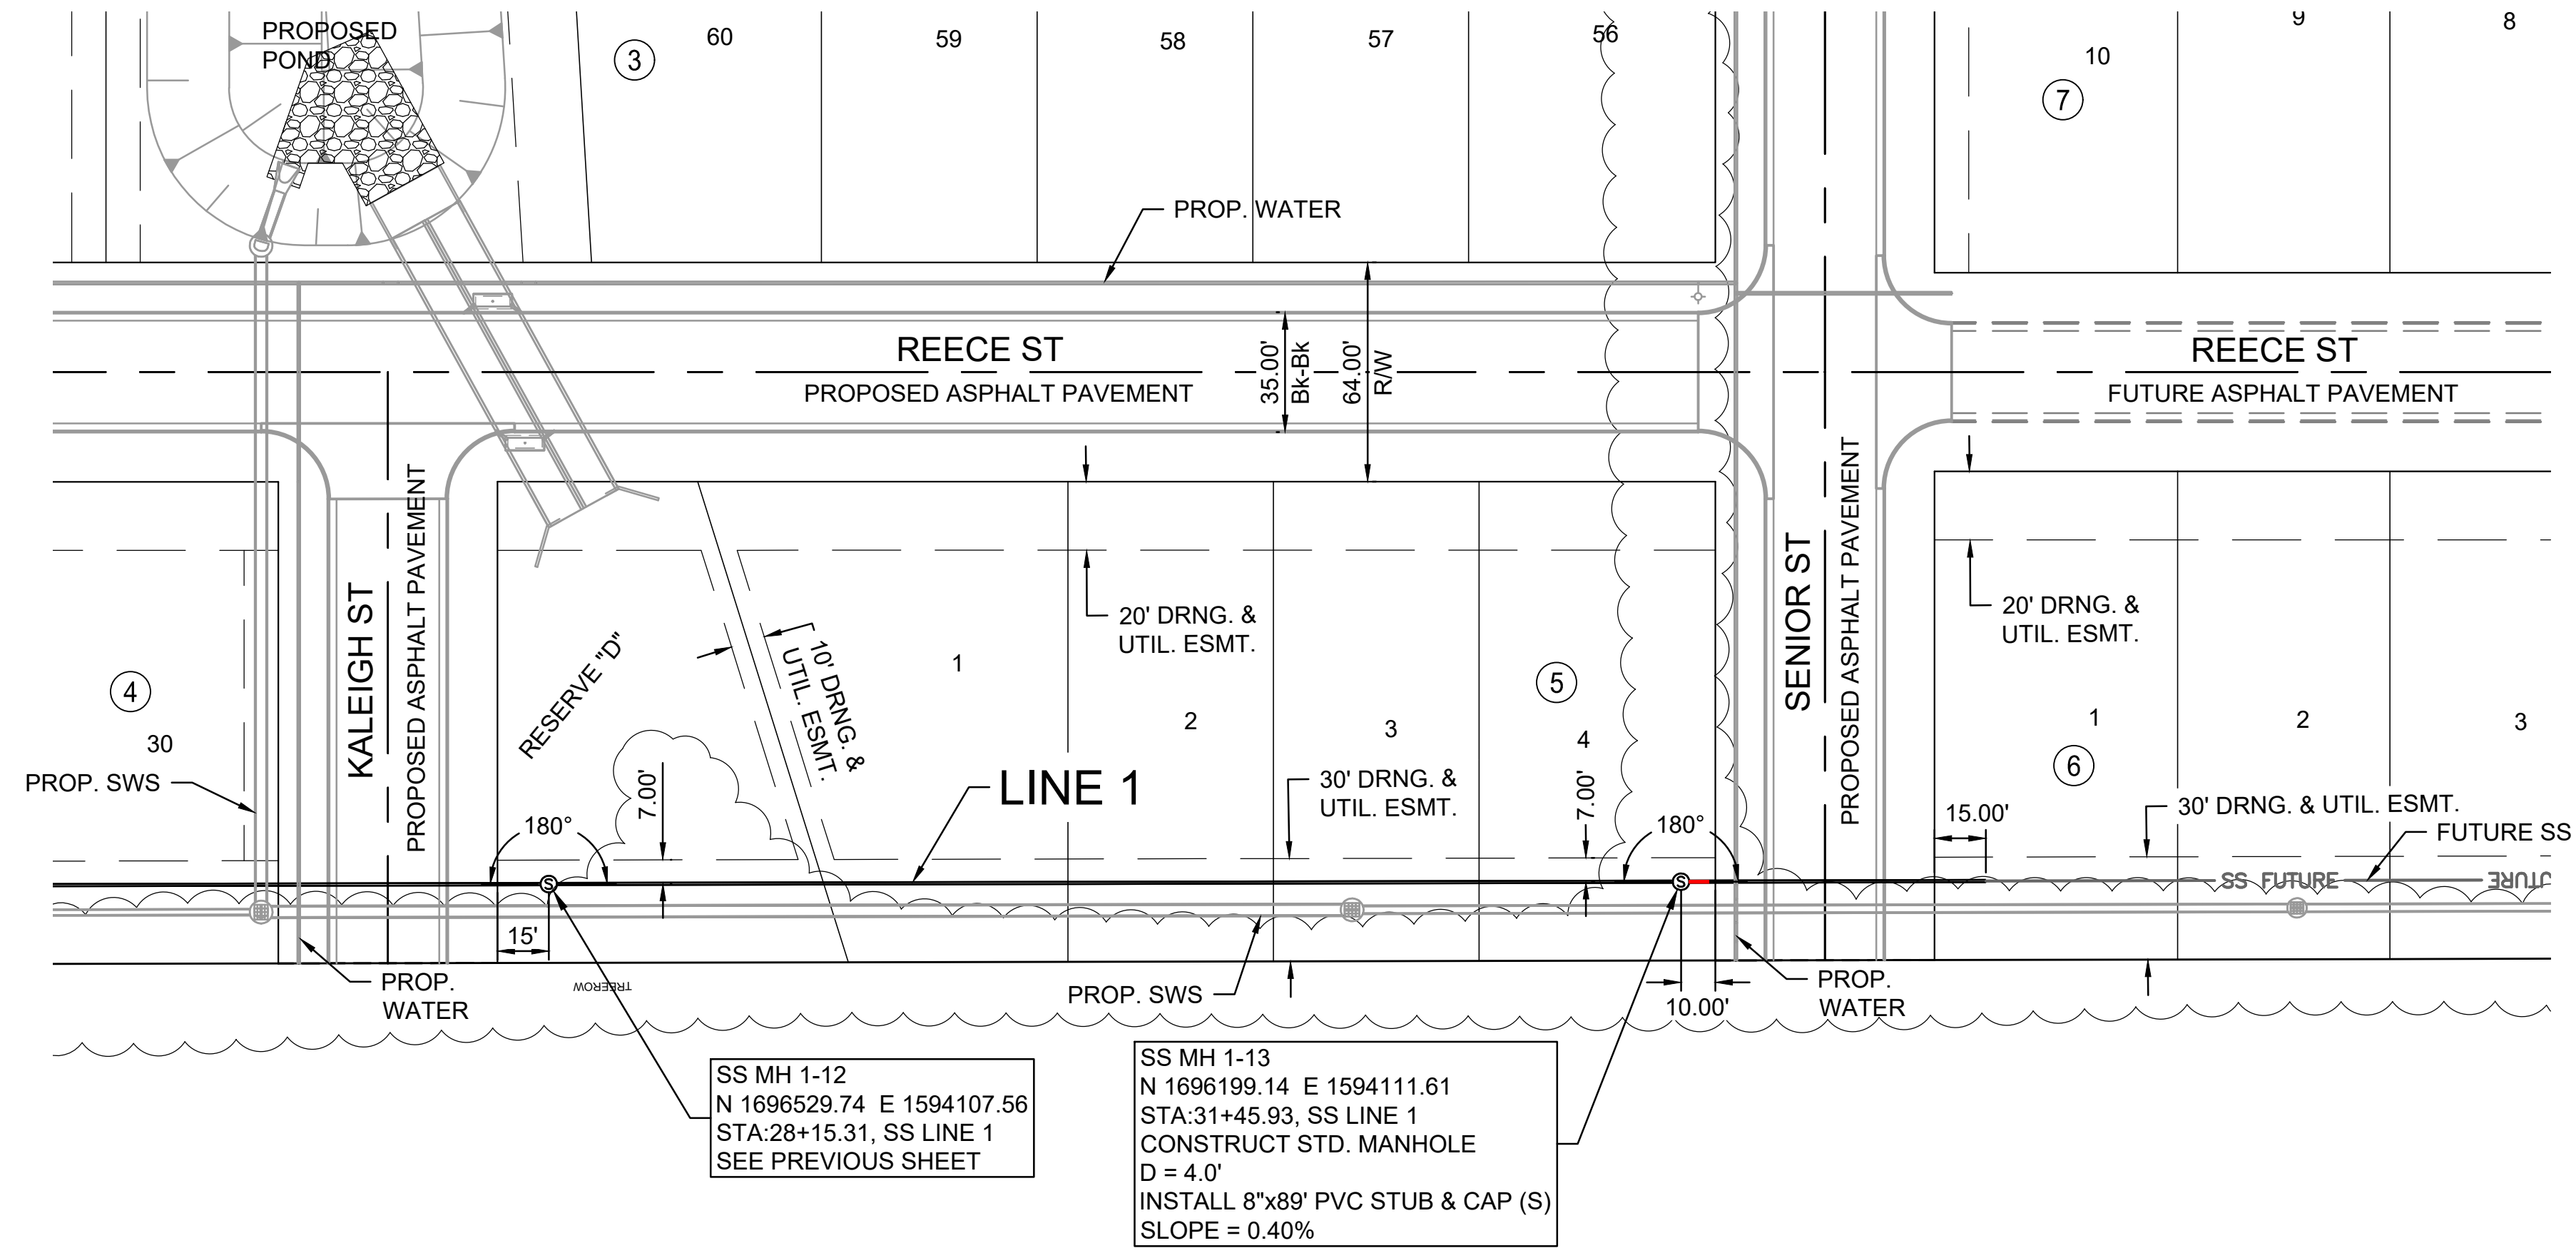 PROPOSED
POND
3
60
59
58
57
56
10
9
8
7
PROP. WATER
REECE ST
PROPOSED ASPHALT PAVEMENT
35.00'
Bk-Bk
64.00'
R/W
REECE ST
FUTURE ASPHALT PAVEMENT
KALEIGH ST
PROPOSED ASPHALT PAVEMENT
4
30
PROP. SWS
RESERVE "D"
10' DRNG. &
UTIL. ESMT.
1
20' DRNG. &
UTIL. ESMT.
2
3
5
4
SENIOR ST
PROPOSED ASPHALT PAVEMENT
20' DRNG. &
UTIL. ESMT.
1
2
3
6
180°
7.00'
LINE 1
30' DRNG. &
UTIL. ESMT.
7.00'
180°
15.00'
30' DRNG. & UTIL. ESMT.
FUTURE SS
S
S
SS FUTURE
15'
PROP.
WATER
TREEROW
PROP. SWS
10.00'
PROP.
WATER
SS MH 1-12
N 1696529.74 E 1594107.56
STA:28+15.31, SS LINE 1
SEE PREVIOUS SHEET
SS MH 1-13
N 1696199.14 E 1594111.61
STA:31+45.93, SS LINE 1
CONSTRUCT STD. MANHOLE
D = 4.0'
INSTALL 8"x89' PVC STUB & CAP (S)
SLOPE = 0.40%